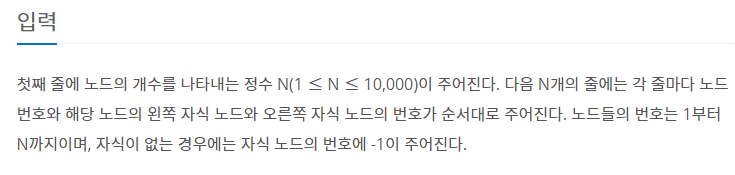 입력
첫째 줄에 노드의 개수를 나타내는 정수 N(1 ≤ N ≤ 10,000)이 주어진다. 다음 N개의 줄에는 각 줄마다 노드
번호와 해당 노드의 왼쪽 자식 노드와 오른쪽 자식 노드의 번호가 순서대로 주어진다. 노드들의 번호는 1부터
N까지이며, 자식이 없는 경우에는 자식 노드의 번호에 -1이 주어진다.